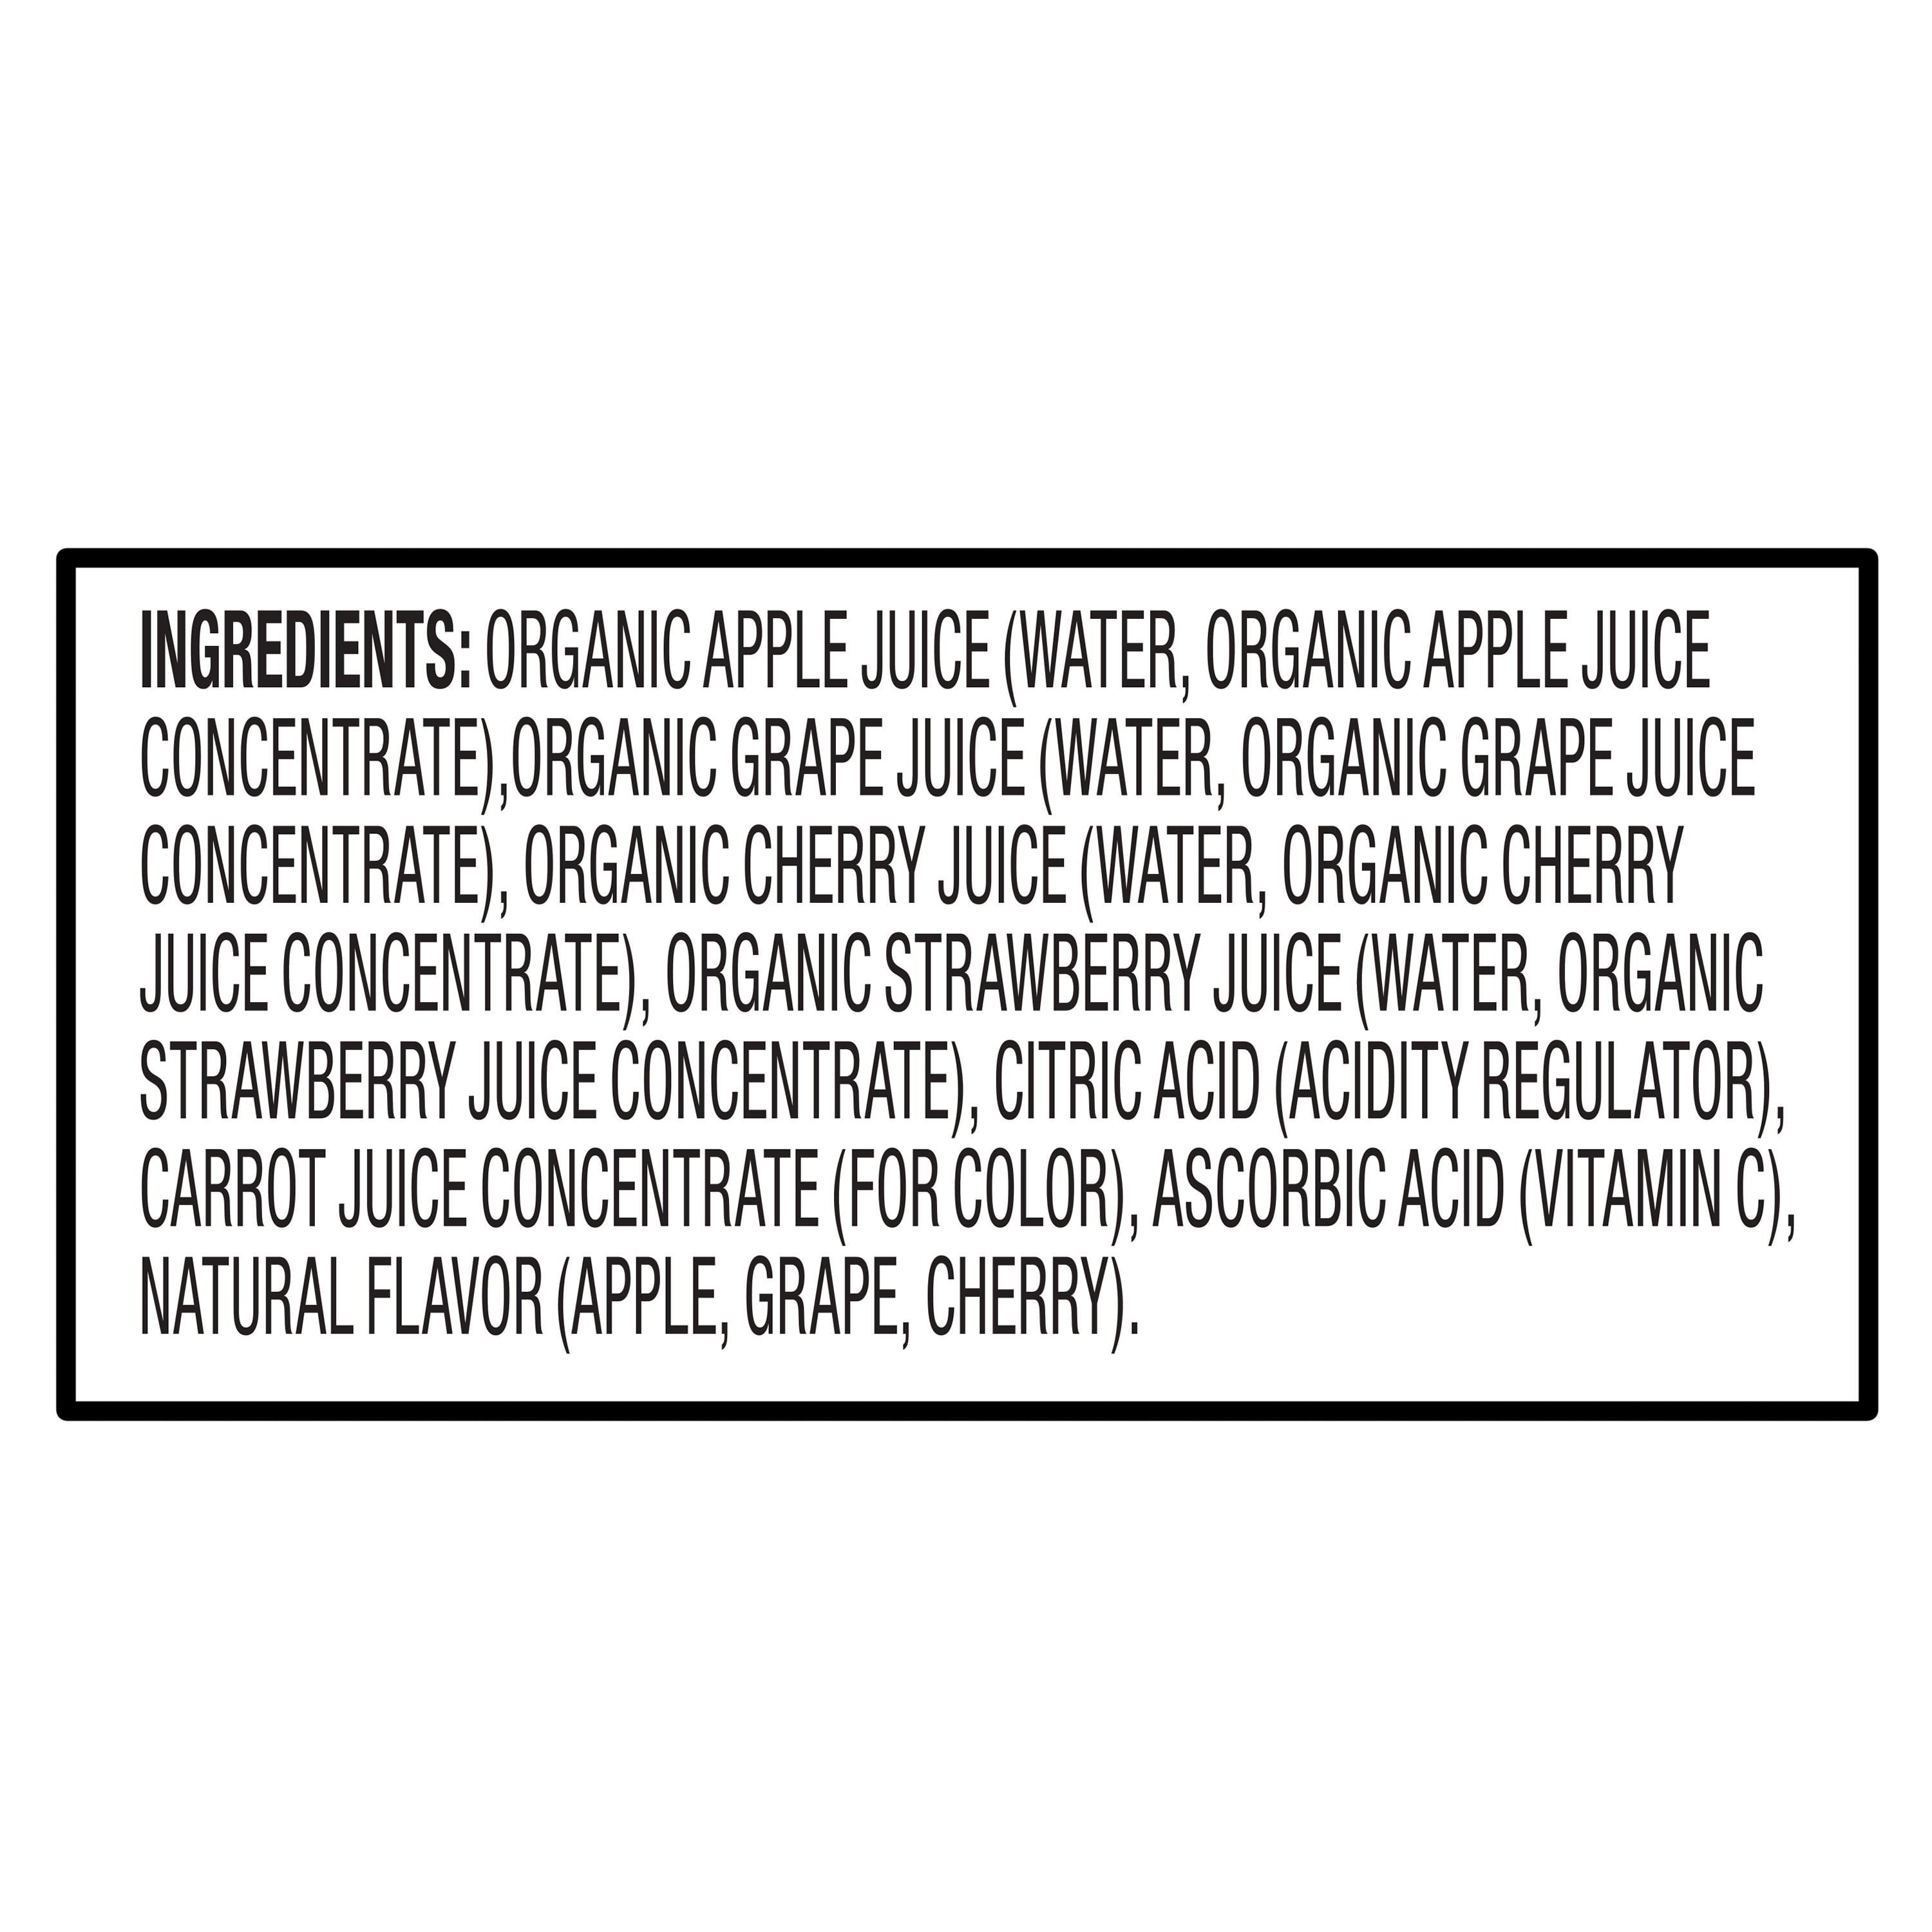 INGREDIENTS: ORGANIC APPLE JUICE (WATER, ORGANIC APPLE JUICE
CONCENTRATE),ORGANIC GRAPE JUICE (WATER, ORGANIC GRAPE JUICE
CONCENTRATE), ORGANIC CHERRY JUICE (WATER, ORGANIC CHERRY
JUICE CONCENTRATE), ORGANIC STRAWBERRY JUICE (WATER, ORGANIC
STRAWBERRY JUICE CONCENTRATE), CITRIC ACID (ACIDITY REGULATOR),
CARROT JUICE CONCENTRATE (FOR COLOR), ASCORBIC ACID (VITAMIN C),
NATURAL FLAVOR (APPLE, GRAPE, CHERRY).